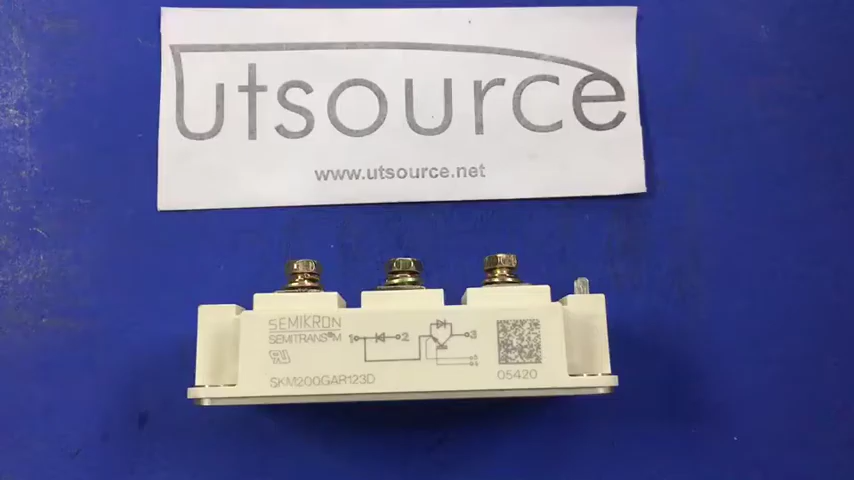 utsource
www.utsource.net
SEMIKRON
SEMITRANS®M
1
2
3
SKM200GAR123D
05420